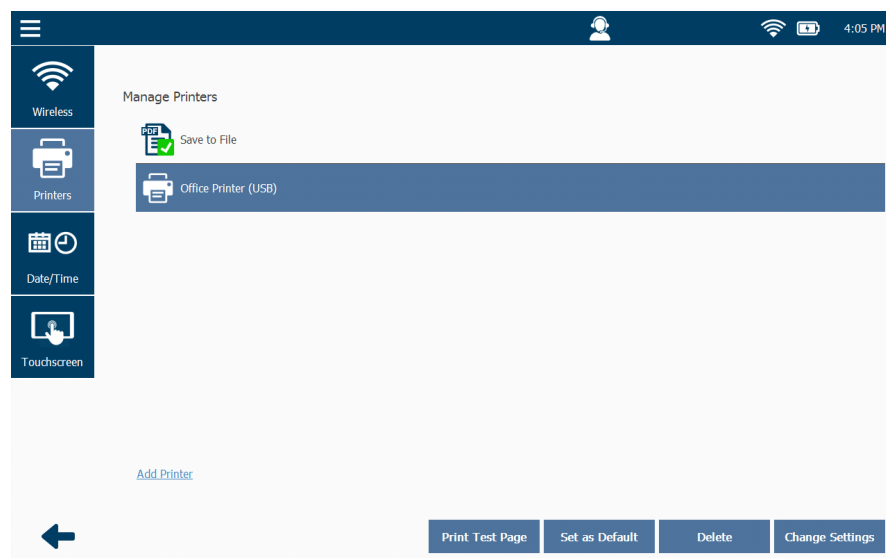 4:05 PM
Wireless
Printers
Date/Time
Touchscreen
Manage Printers
PDF
Save to File
Office Printer (USB)
Add Printer
Print Test Page
Set as Default
Delete
Change Settings